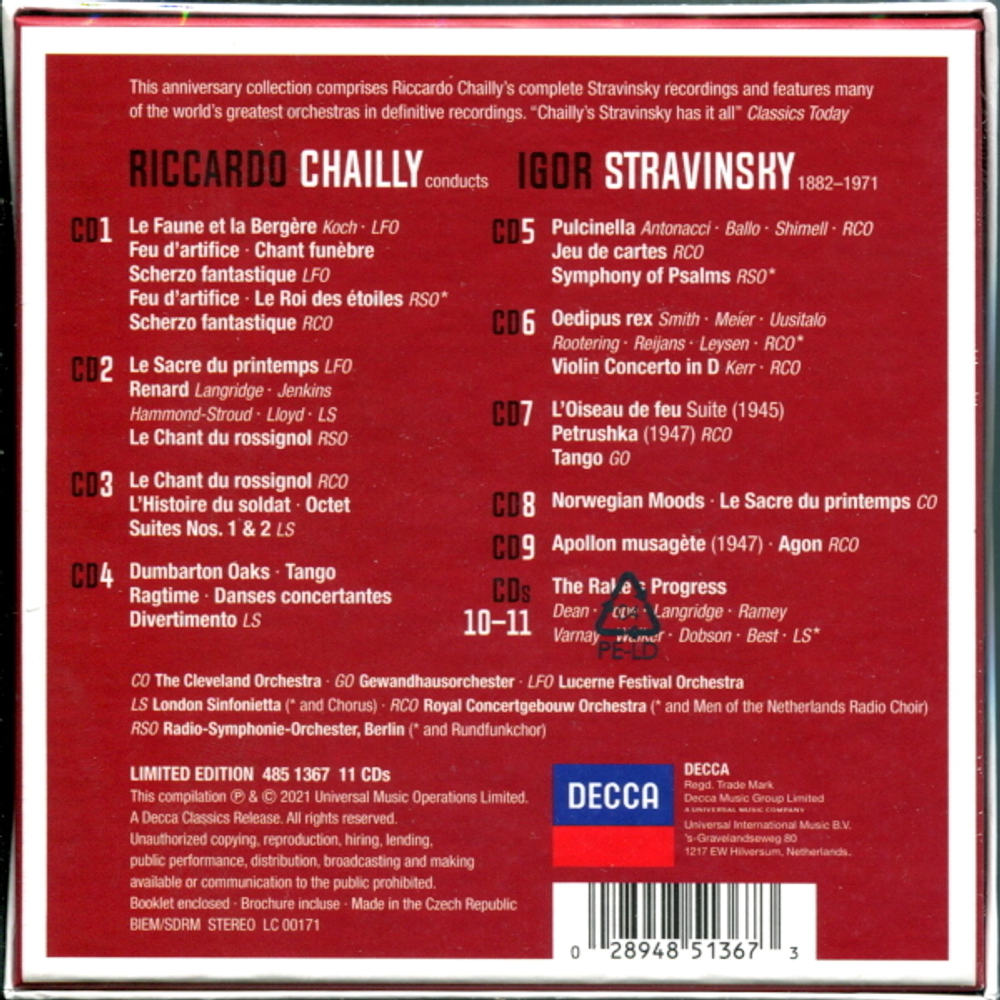 This anniversary collection comprises Riccardo Chailly's complete Stravinsky recordings and features many
of the world's greatest orchestras in definitive recordings. "Chailly's Stravinsky has it all" Classics Today
RICCARDO CHAILLY conducts IGOR STRAVINSKY 1882–1971
CD1 Le Faune et la Bergère Koch · LFO
Feu d'artifice · Chant funèbre
Scherzo fantastique LFO
Feu d'artifice · Le Roi des étoiles RSO*
Scherzo fantastique RCO
CD2 Le Sacre du printemps LFO
Renard Langridge · Jenkins
Hammond-Stroud · Lloyd · LS
Le Chant du rossignol RSO
CD3 Le Chant du rossignol RCO
L'Histoire du soldat · Octet
Suites Nos. 1 & 2 LS
CD4 Dumbarton Oaks · Tango
Ragtime · Danses concertantes
Divertimento LS
CD5 Pulcinella Antonacci · Ballo · Shimell · RCO
Jeu de cartes RCO
Symphony of Psalms RSO*
CD6 Oedipus rex Smith · Meier · Uusitalo
Rootering · Reijans · Leysen · RCO*
Violin Concerto in D Kerr · RCO
CD7 L'Oiseau de feu Suite (1945)
Petrushka (1947) RCO
Tango GO
CD8 Norwegian Moods · Le Sacre du printemps CO
CD9 Apollon musagète (1947) · Agon RCO
CDs The Rake's Progress
10–11 Dean · Pope · Langridge · Ramey
Varnay · Walker · Dobson · Best · LS*
04
PE-LD
CO The Cleveland Orchestra · GO Gewandhausorchester · LFO Lucerne Festival Orchestra
LS London Sinfonietta (* and Chorus) · RCO Royal Concertgebouw Orchestra (* and Men of the Netherlands Radio Choir)
RSO Radio-Symphonie-Orchester, Berlin (* and Rundfunkchor)
LIMITED EDITION 485 1367 11 CDs
This compilation ℗ & © 2021 Universal Music Operations Limited.
A Decca Classics Release. All rights reserved.
Unauthorized copying, reproduction, hiring, lending,
public performance, distribution, broadcasting and making
available or communication to the public prohibited.
Booklet enclosed · Brochure incluse · Made in the Czech Republic
BIEM/SDRM STEREO LC 00171
DECCA
DECCA
Regd. Trade Mark
Decca Music Group Limited
A UNIVERSAL MUSIC COMPANY
Universal International Music B.V.
's-Gravelandseweg 80
1217 EW Hilversum, Netherlands.
0 28948 51367 3